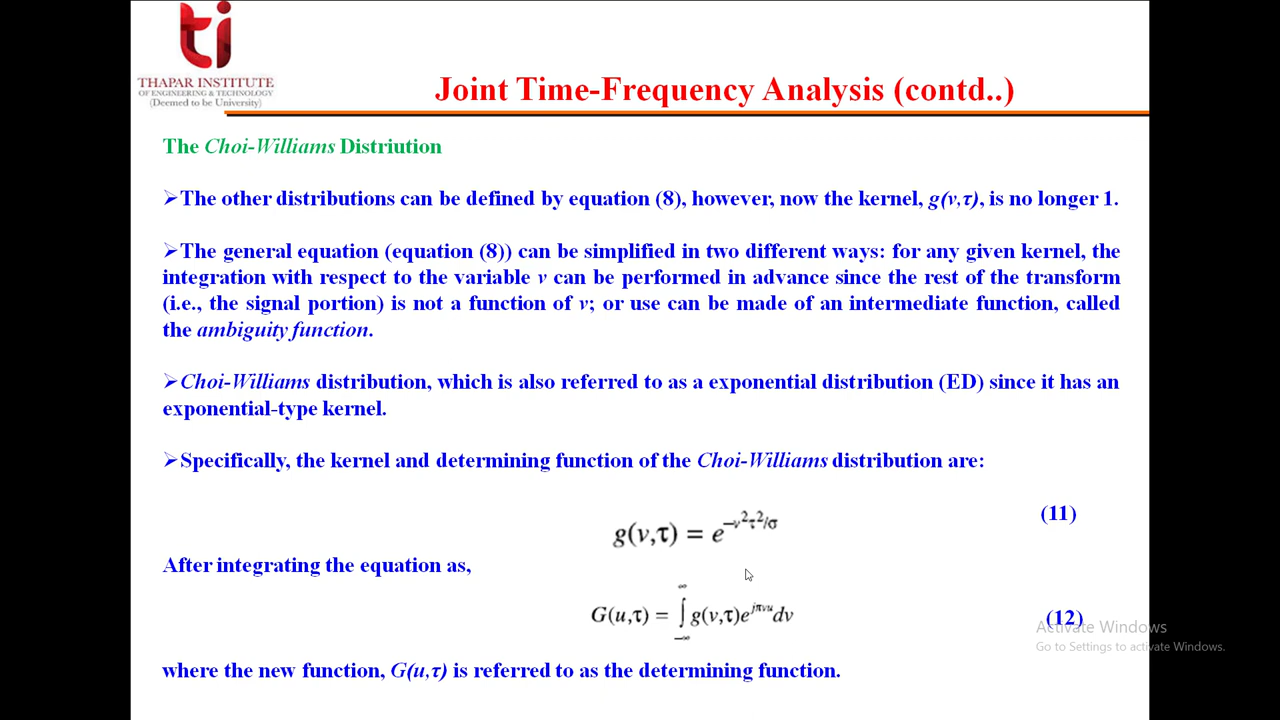 ti
THAPAR INSTITUTE
OF ENGINEERING & TECHNOLOGY
(Deemed to be University)
Joint Time-Frequency Analysis (contd..)
The Choi-Williams Distriution
➢The other distributions can be defined by equation (8), however, now the kernel, g(v,τ), is no longer 1.
➢The general equation (equation (8)) can be simplified in two different ways: for any given kernel, the
integration with respect to the variable v can be performed in advance since the rest of the transform
(i.e., the signal portion) is not a function of v; or use can be made of an intermediate function, called
the ambiguity function.
➢Choi-Williams distribution, which is also referred to as a exponential distribution (ED) since it has an
exponential-type kernel.
➢Specifically, the kernel and determining function of the Choi-Williams distribution are:
g(v,τ) = e^{−v²τ²/σ} (11)
After integrating the equation as,
G(u,τ) = ∫_{−∞}^{∞} g(v,τ)e^{jπvu}dv (12)
where the new function, G(u,τ) is referred to as the determining function.
Activate Windows
Go to Settings to activate Windows.